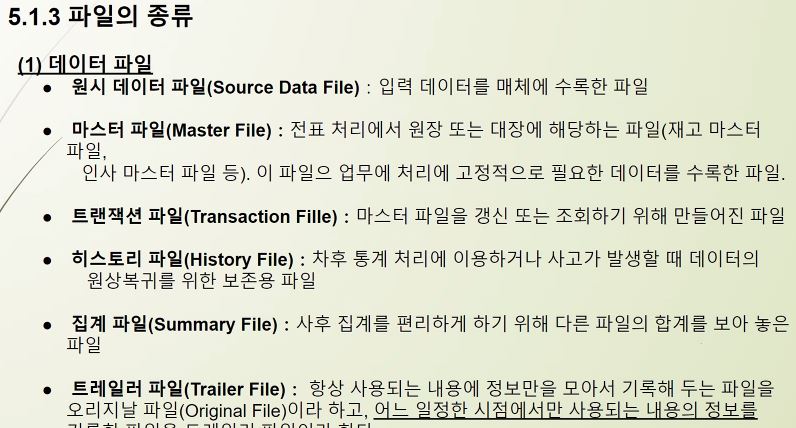 5.1.3 파일의 종류
(1) 데이터 파일
● 원시 데이터 파일(Source Data File) : 입력 데이터를 매체에 수록한 파일
● 마스터 파일(Master File) : 전표 처리에서 원장 또는 대장에 해당하는 파일(재고 마스터
파일,
인사 마스터 파일 등). 이 파일으 업무에 처리에 고정적으로 필요한 데이터를 수록한 파일.
● 트랜잭션 파일(Transaction Fille) : 마스터 파일을 갱신 또는 조회하기 위해 만들어진 파일
● 히스토리 파일(History File) : 차후 통계 처리에 이용하거나 사고가 발생할 때 데이터의
원상복귀를 위한 보존용 파일
● 집계 파일(Summary File) : 사후 집계를 편리하게 하기 위해 다른 파일의 합계를 보아 놓은
파일
● 트레일러 파일(Trailer File) : 항상 사용되는 내용에 정보만을 모아서 기록해 두는 파일을
오리지날 파일(Original File)이라 하고, 어느 일정한 시점에서만 사용되는 내용의 정보를